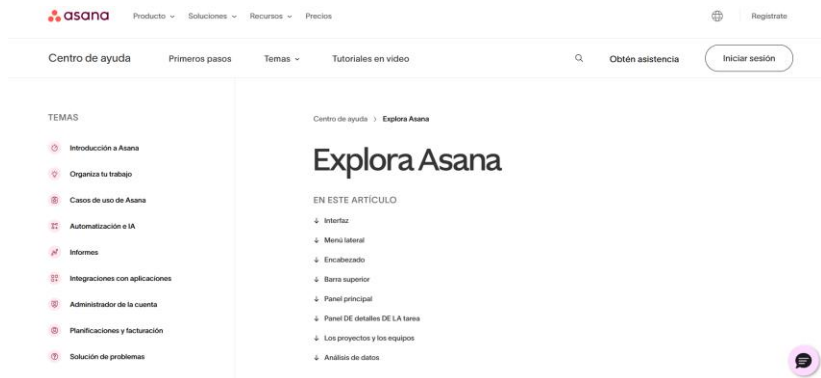 asana Producto Soluciones Recursos Precios Regístrate
Centro de ayuda Primeros pasos Temas Tutoriales en video Obtén asistencia Iniciar sesión
TEMAS
Introducción a Asana
Organiza tu trabajo
Casos de uso de Asana
Automatización e IA
Informes
Integraciones con aplicaciones
Administrador de la cuenta
Planificaciones y facturación
Solución de problemas
Centro de ayuda > Explora Asana
Explora Asana
EN ESTE ARTÍCULO
↓ Interfaz
↓ Menú lateral
↓ Encabezado
↓ Barra superior
↓ Panel principal
↓ Panel DE detalles DE LA tarea
↓ Los proyectos y los equipos
↓ Análisis de datos